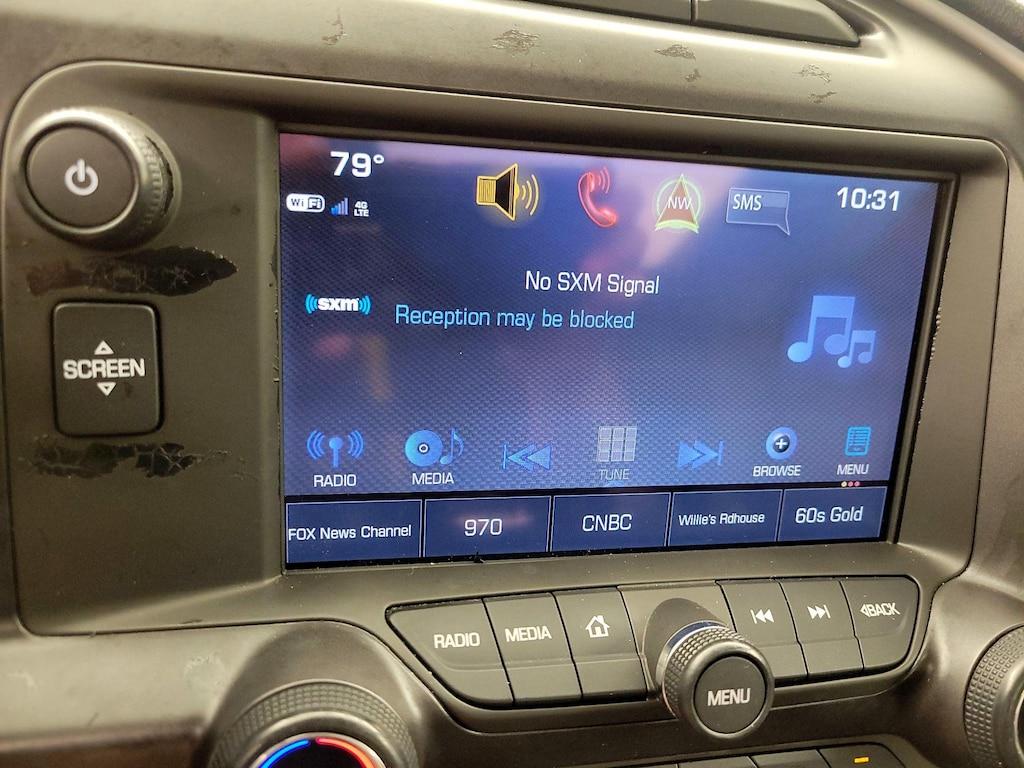 79°
WiFi 4G LTE
NW
SMS
10:31
No SXM Signal
((sxm))
Reception may be blocked
SCREEN
RADIO
MEDIA
TUNE
BROWSE
MENU
FOX News Channel
970
CNBC
Willie's Rdhouse
60s Gold
RADIO
MEDIA
BACK
MENU